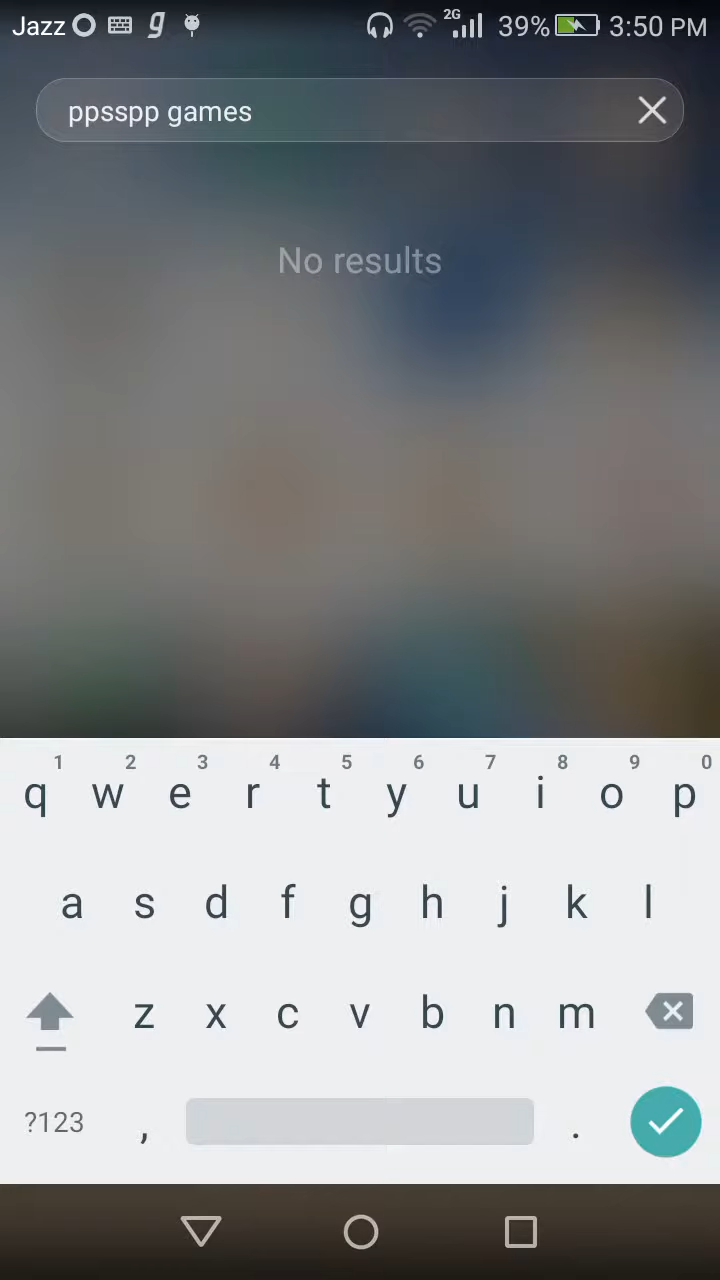 Jazz g 2G 39% 3:50 PM
ppsspp games
No results
1 2 3 4 5 6 7 8 9 0
q w e r t y u i o p
a s d f g h j k l
z x c v b n m
?123 , .